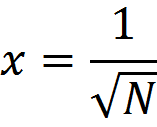 x = 1/√N